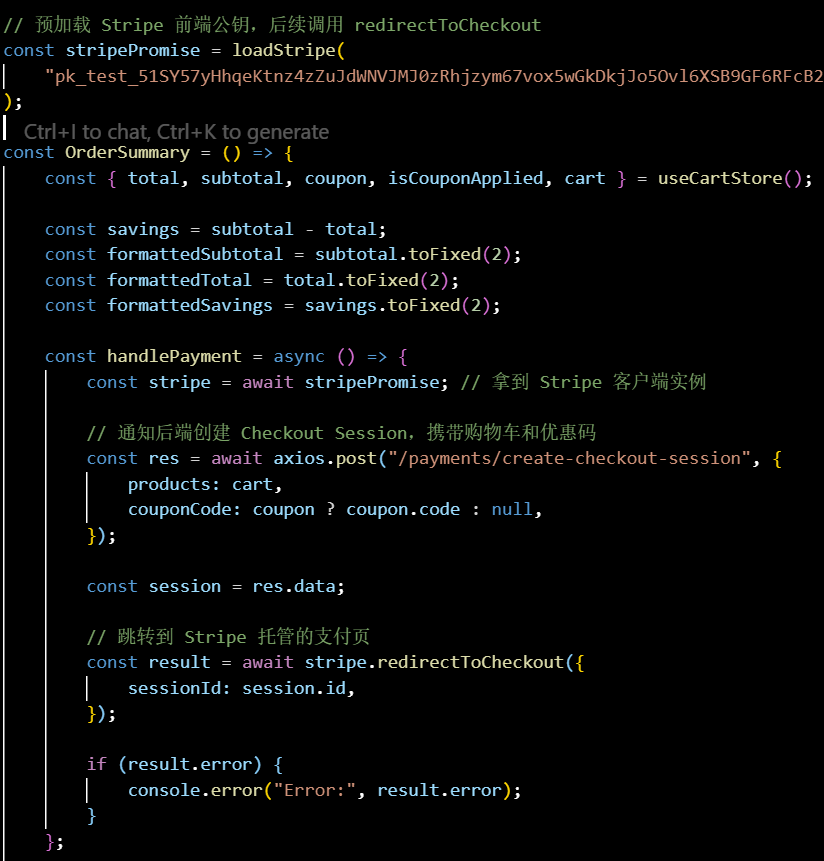 // 预加载 Stripe 前端公钥，后续调用 redirectToCheckout
const stripePromise = loadStripe(
"pk_test_51SY57yHhqeKtnz4zZuJdWNVJMJ0zRhjzym67vox5wGkDkjJo5Ovl6XSB9GF6RFcB2
);
Ctrl+I to chat, Ctrl+K to generate
const OrderSummary = () => {
const { total, subtotal, coupon, isCouponApplied, cart } = useCartStore();
const savings = subtotal - total;
const formattedSubtotal = subtotal.toFixed(2);
const formattedTotal = total.toFixed(2);
const formattedSavings = savings.toFixed(2);
const handlePayment = async () => {
const stripe = await stripePromise; // 拿到 Stripe 客户端实例
// 通知后端创建 Checkout Session，携带购物车和优惠码
const res = await axios.post("/payments/create-checkout-session", {
products: cart,
couponCode: coupon ? coupon.code : null,
});
const session = res.data;
// 跳转到 Stripe 托管的支付页
const result = await stripe.redirectToCheckout({
sessionId: session.id,
});
if (result.error) {
console.error("Error:", result.error);
}
};